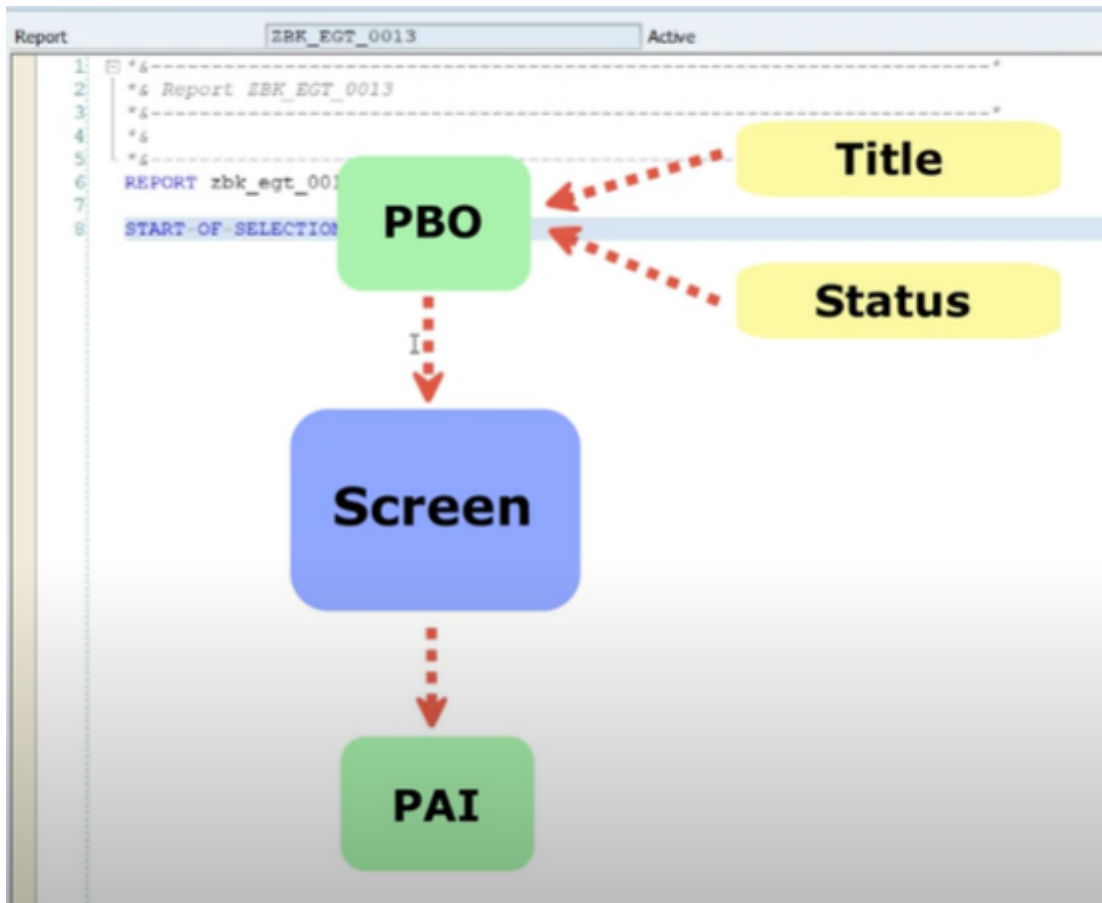 Report ZBK_EGT_0013 Active
1 *&---------------------------------------------------------------------*
2 *& Report ZBK_EGT_0013
3 *&---------------------------------------------------------------------*
4 *&
5 *&---------------------------------------------------------------------
6 REPORT zbk_egt_001
7
8 START-OF-SELECTION
Title
PBO
Status
Screen
PAI